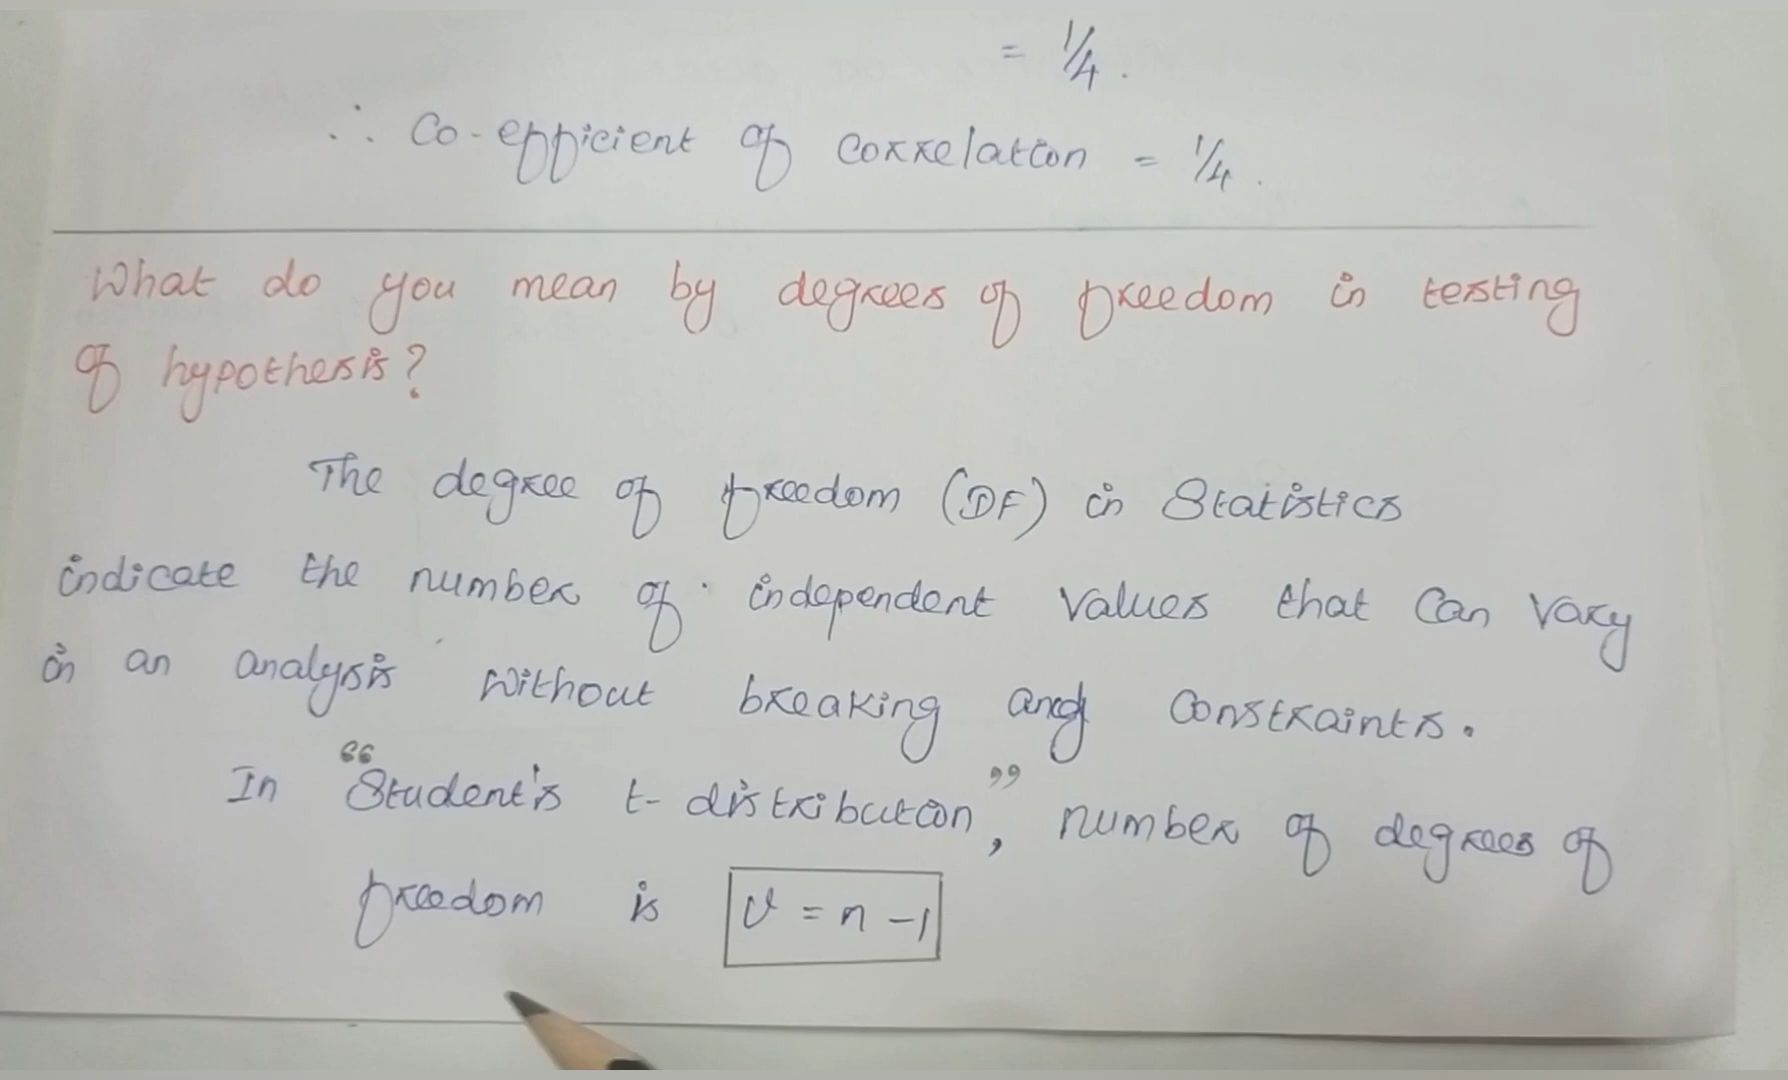 = 1/4.
∴ Co-efficient of correlation = 1/4.
What do you mean by degrees of freedom in testing
of hypothesis?
The degree of freedom (DF) in Statistics
indicate the number of independent values that can vary
in an analysis without breaking any constraints.
In "Student's t-distribution", number of degrees of
freedom is ν = n - 1